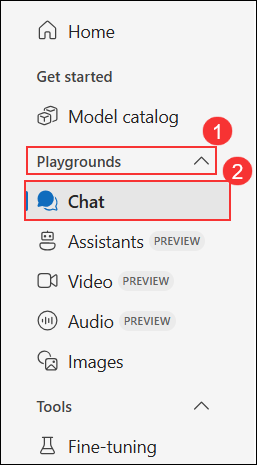 Home
Get started
Model catalog
1
Playgrounds
2
Chat
Assistants PREVIEW
Video PREVIEW
Audio PREVIEW
Images
Tools
Fine-tuning